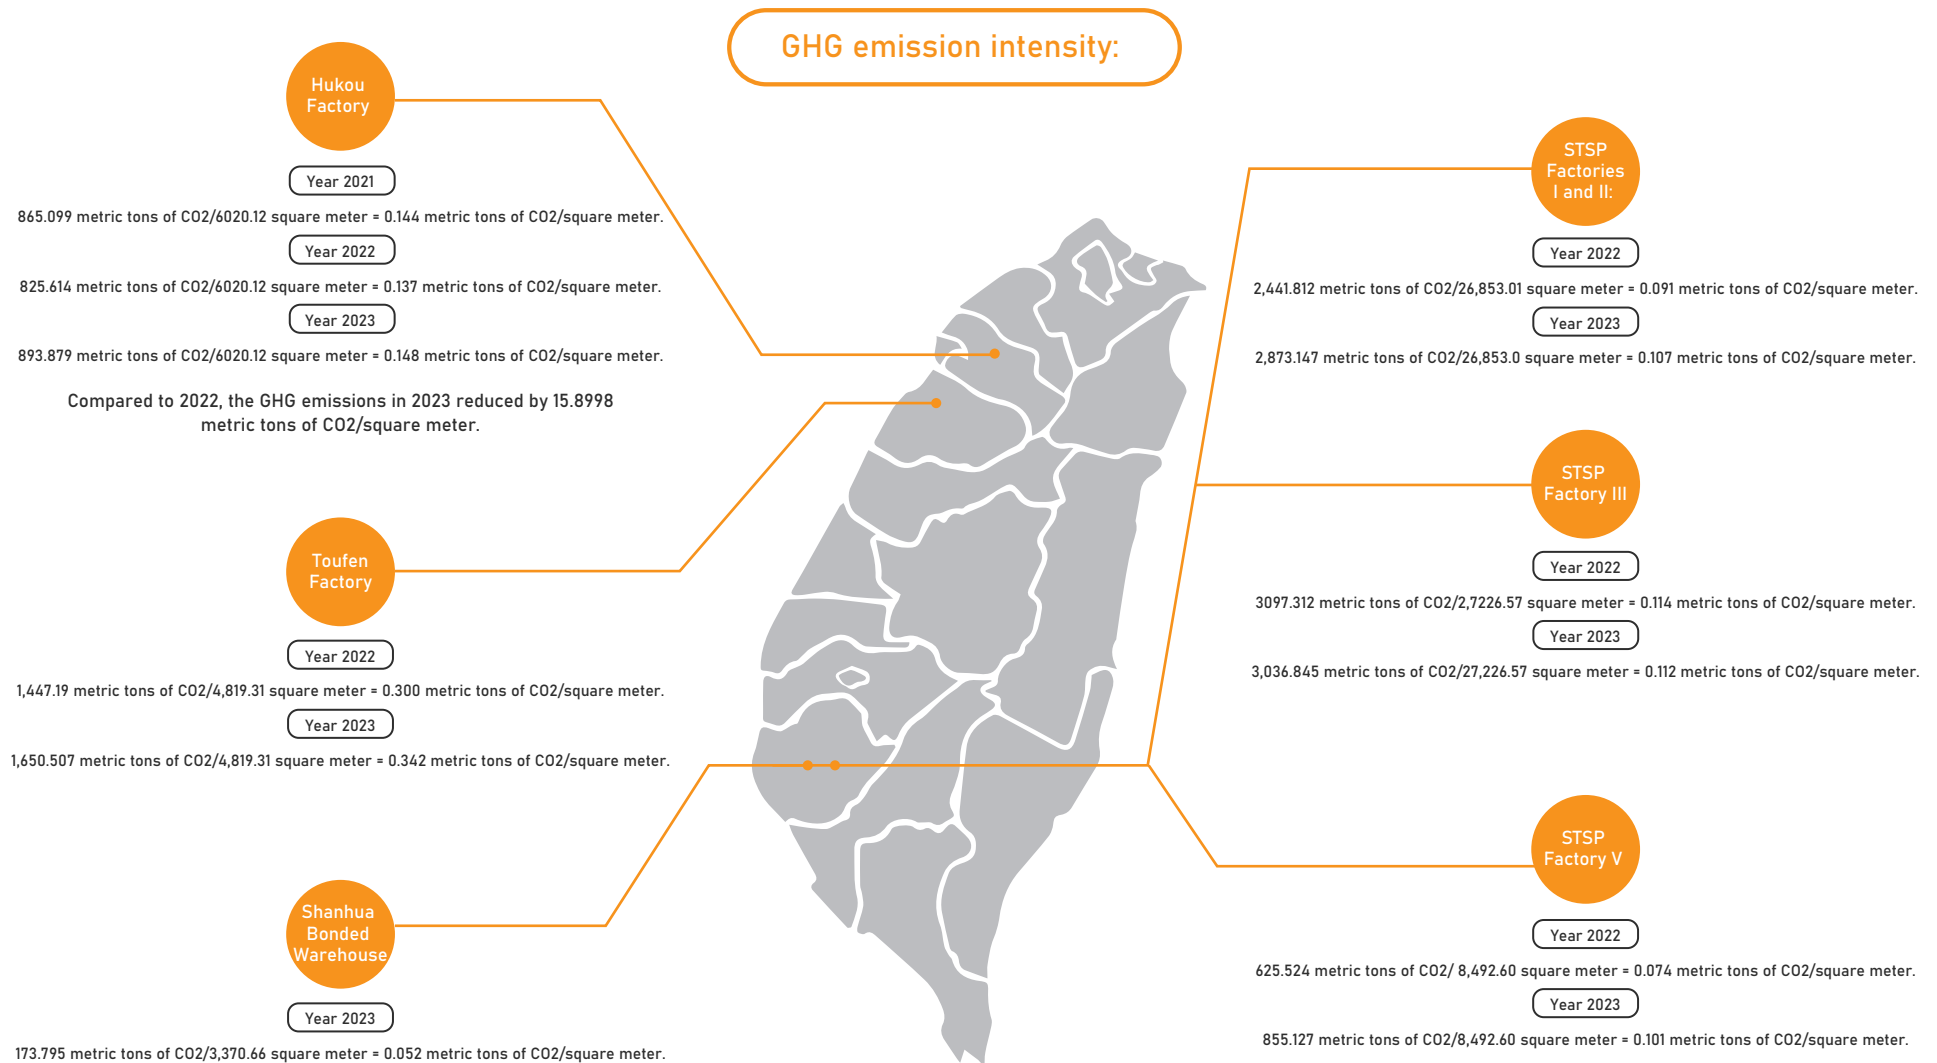 GHG emission intensity:
Hukou
Factory
Year 2021
865.099 metric tons of CO2/6020.12 square meter = 0.144 metric tons of CO2/square meter.
Year 2022
825.614 metric tons of CO2/6020.12 square meter = 0.137 metric tons of CO2/square meter.
Year 2023
893.879 metric tons of CO2/6020.12 square meter = 0.148 metric tons of CO2/square meter.
Compared to 2022, the GHG emissions in 2023 reduced by 15.8998
metric tons of CO2/square meter.
Toufen
Factory
Year 2022
1,447.19 metric tons of CO2/4,819.31 square meter = 0.300 metric tons of CO2/square meter.
Year 2023
1,650.507 metric tons of CO2/4,819.31 square meter = 0.342 metric tons of CO2/square meter.
Shanhua
Bonded
Warehouse
Year 2023
173.795 metric tons of CO2/3,370.66 square meter = 0.052 metric tons of CO2/square meter.
STSP
Factories
I and II:
Year 2022
2,441.812 metric tons of CO2/26,853.01 square meter = 0.091 metric tons of CO2/square meter.
Year 2023
2,873.147 metric tons of CO2/26,853.0 square meter = 0.107 metric tons of CO2/square meter.
STSP
Factory III
Year 2022
3097.312 metric tons of CO2/2,7226.57 square meter = 0.114 metric tons of CO2/square meter.
Year 2023
3,036.845 metric tons of CO2/27,226.57 square meter = 0.112 metric tons of CO2/square meter.
STSP
Factory V
Year 2022
625.524 metric tons of CO2/ 8,492.60 square meter = 0.074 metric tons of CO2/square meter.
Year 2023
855.127 metric tons of CO2/8,492.60 square meter = 0.101 metric tons of CO2/square meter.